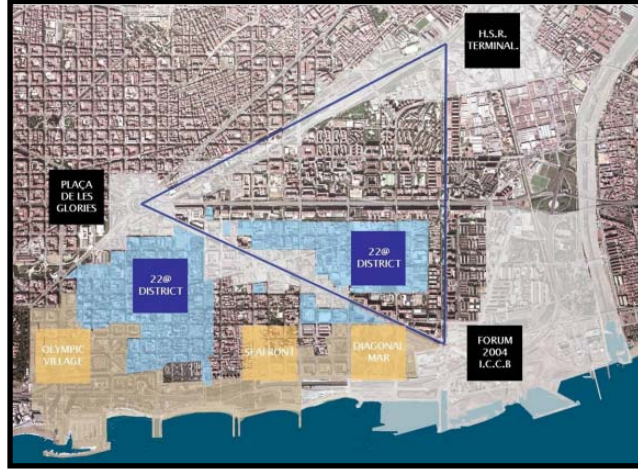 H.S.R.
TERMINAL.
PLAÇA
DE LES
GLORIES
22@
DISTRICT
22@
DISTRICT
OLYMPIC
VILLAGE
SEAFRONT
DIAGONAL
MAR
FORUM
2004
I.C.C.B